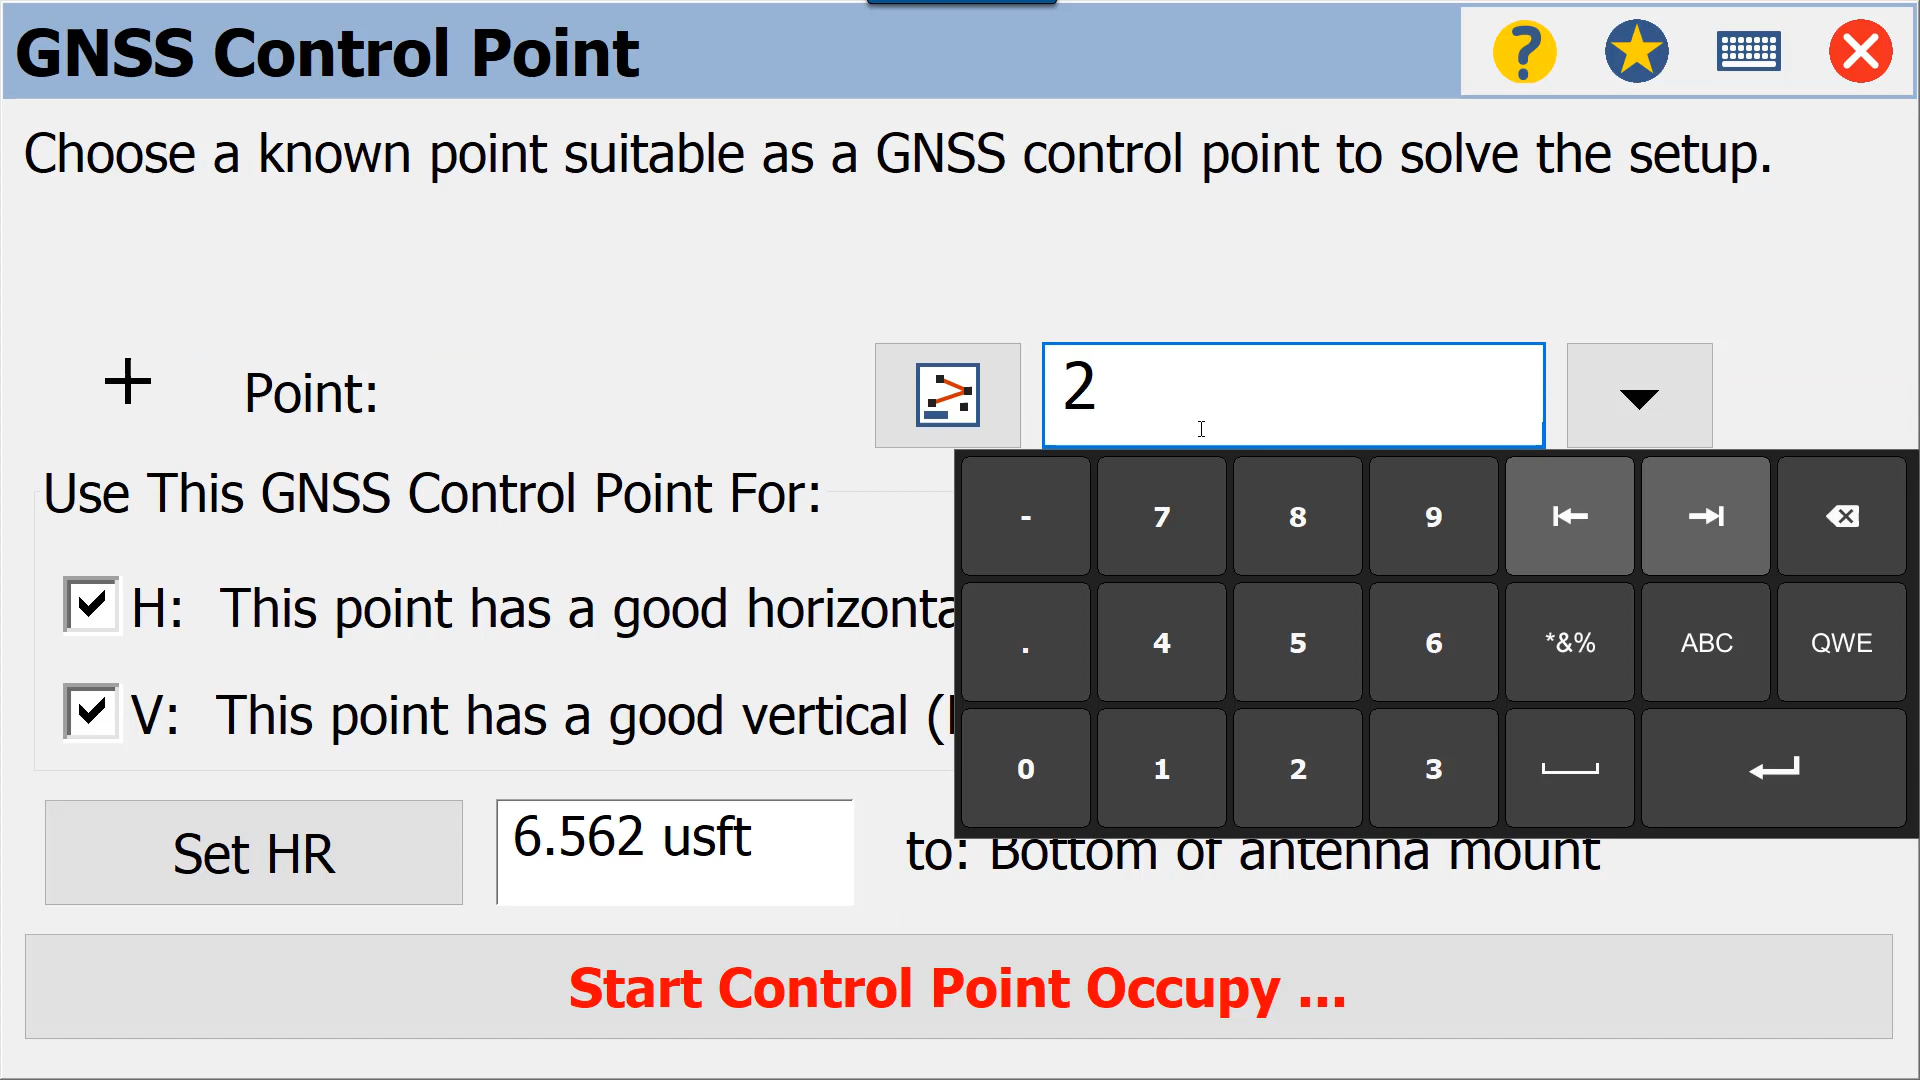 GNSS Control Point
Choose a known point suitable as a GNSS control point to solve the setup.
Point:
2
Use This GNSS Control Point For:
H: This point has a good
V: This point has a good vertical
- 7 8 9
. 4 5 6 *&% ABC QWE
0 1 2 3
Set HR
6.562 usft
to: Bottom of antenna mount
Start Control Point Occupy ...